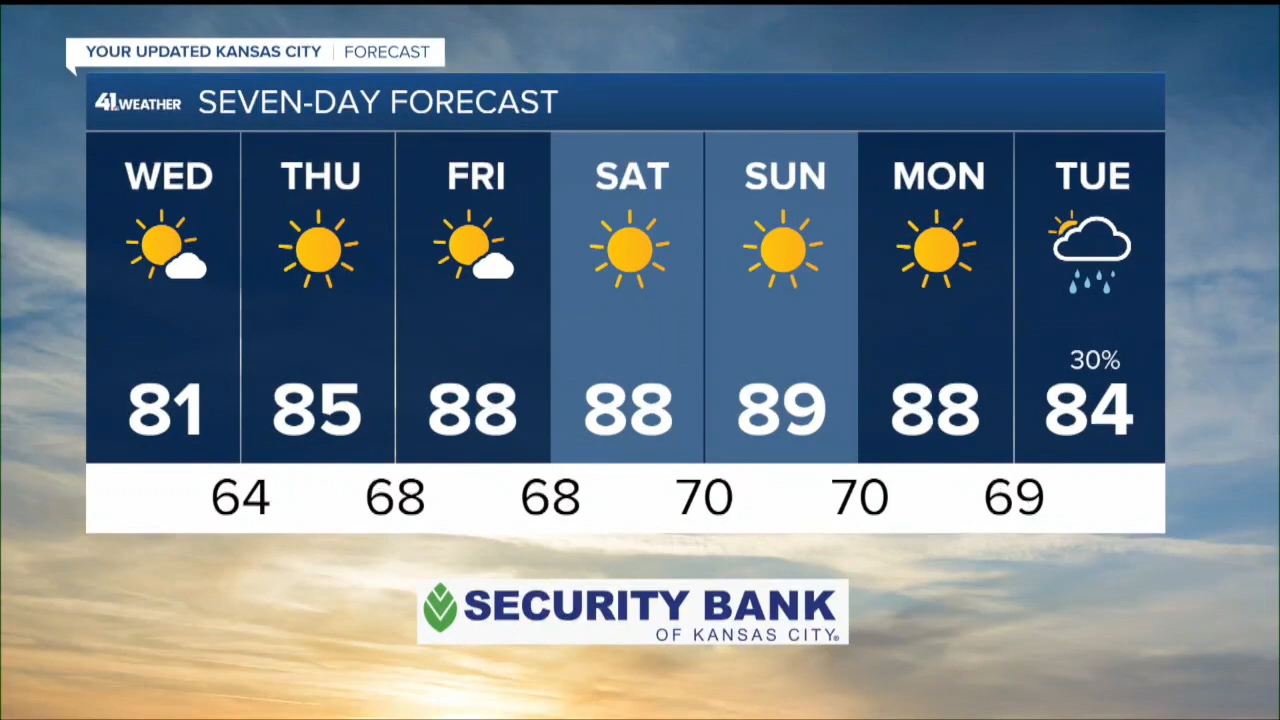 YOUR UPDATED KANSAS CITY | FORECAST
41 WEATHER SEVEN-DAY FORECAST
WED THU FRI SAT SUN MON TUE
30%
81 85 88 88 89 88 84
64 68 68 70 70 69
SECURITY BANK
OF KANSAS CITY®